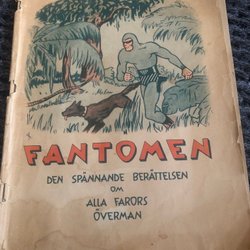 FANTOMEN
DEN SPÄNNANDE BERÄTTELSEN
OM
ALLA FARORS
ÖVERMAN